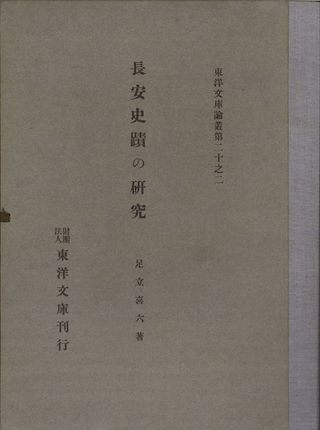 東洋文庫論叢第二十之二
長安史蹟の研究
足立喜六著
財團法人 東洋文庫刊行